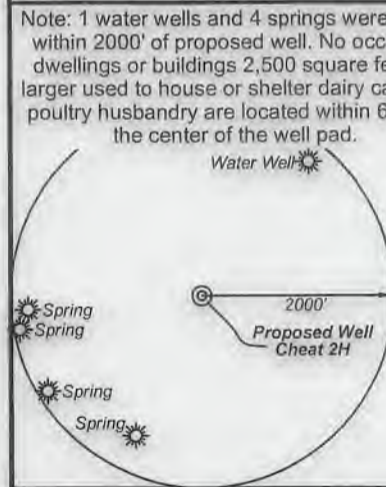 Note: 1 water wells and 4 springs were
within 2000' of proposed well. No occ
dwellings or buildings 2,500 square fe
larger used to house or shelter dairy ca
poultry husbandry are located within 6
the center of the well pad.
Water Well
Spring
Spring
2000'
Proposed Well
Cheat 2H
Spring
Spring